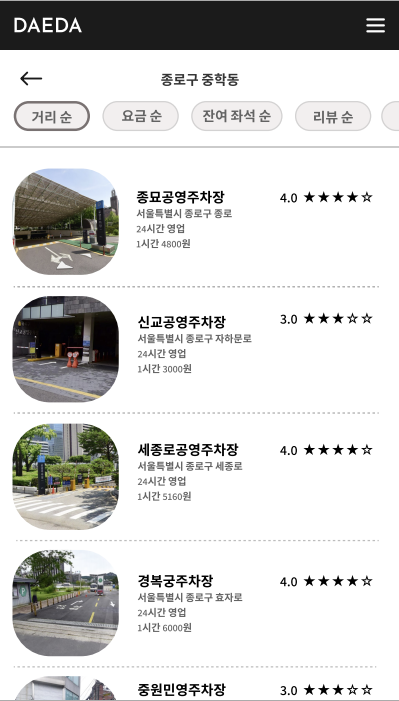 DAEDA
종로구 중학동
거리 순
요금 순
잔여 좌석 순
리뷰 순
종묘공영주차장
4.0 ★★★★☆
서울특별시 종로구 종로
24시간 영업
1시간 4800원
신교공영주차장
3.0 ★★★☆☆
서울특별시 종로구 자하문로
24시간 영업
1시간 3000원
세종로공영주차장
4.0 ★★★★☆
서울특별시 종로구 세종로
24시간 영업
1시간 5160원
경복궁주차장
4.0 ★★★★☆
서울특별시 종로구 효자로
24시간 영업
1시간 6000원
중원민영주차장
3.0 ★★★☆☆